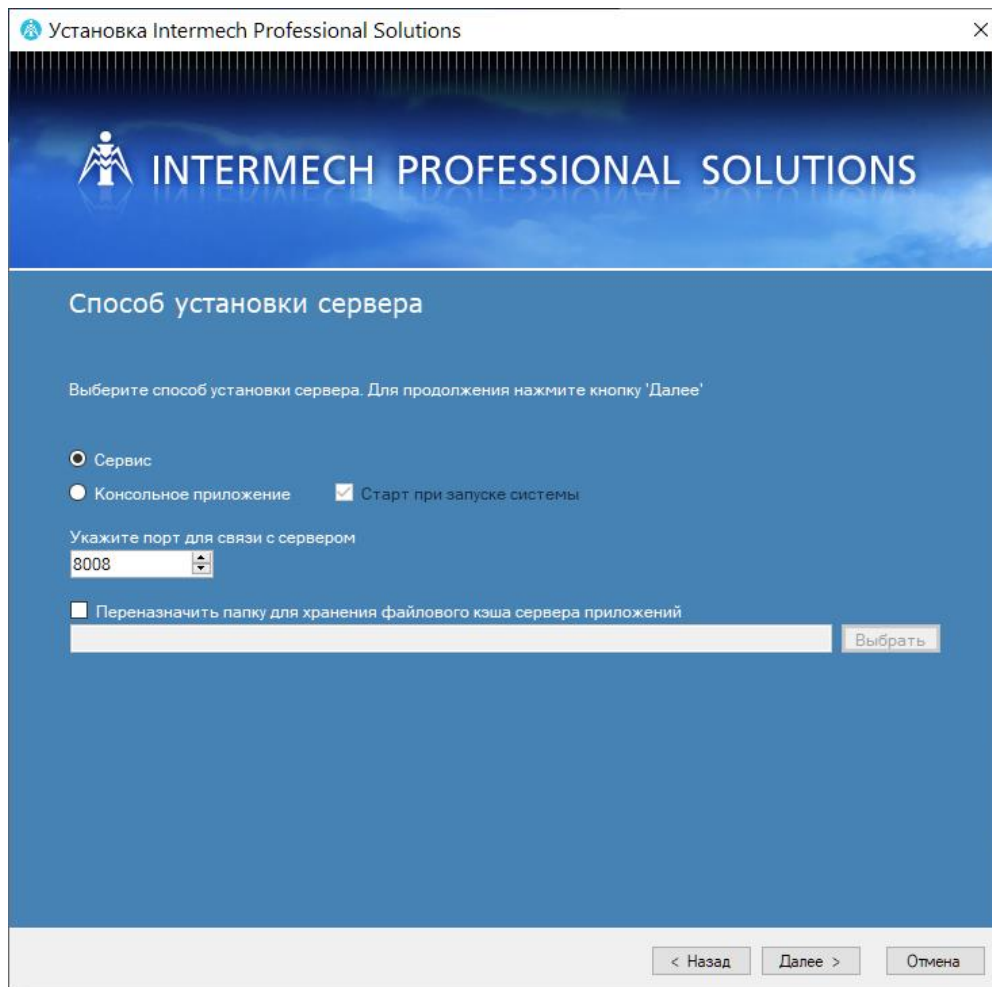 Установка Intermech Professional Solutions
INTERMECH PROFESSIONAL SOLUTIONS
Способ установки сервера
Выберите способ установки сервера. Для продолжения нажмите кнопку 'Далее'
Сервис
Консольное приложение Старт при запуске системы
Укажите порт для связи с сервером
8008
Переназначить папку для хранения файлового кэша сервера приложений
Выбрать
< Назад Далее > Отмена